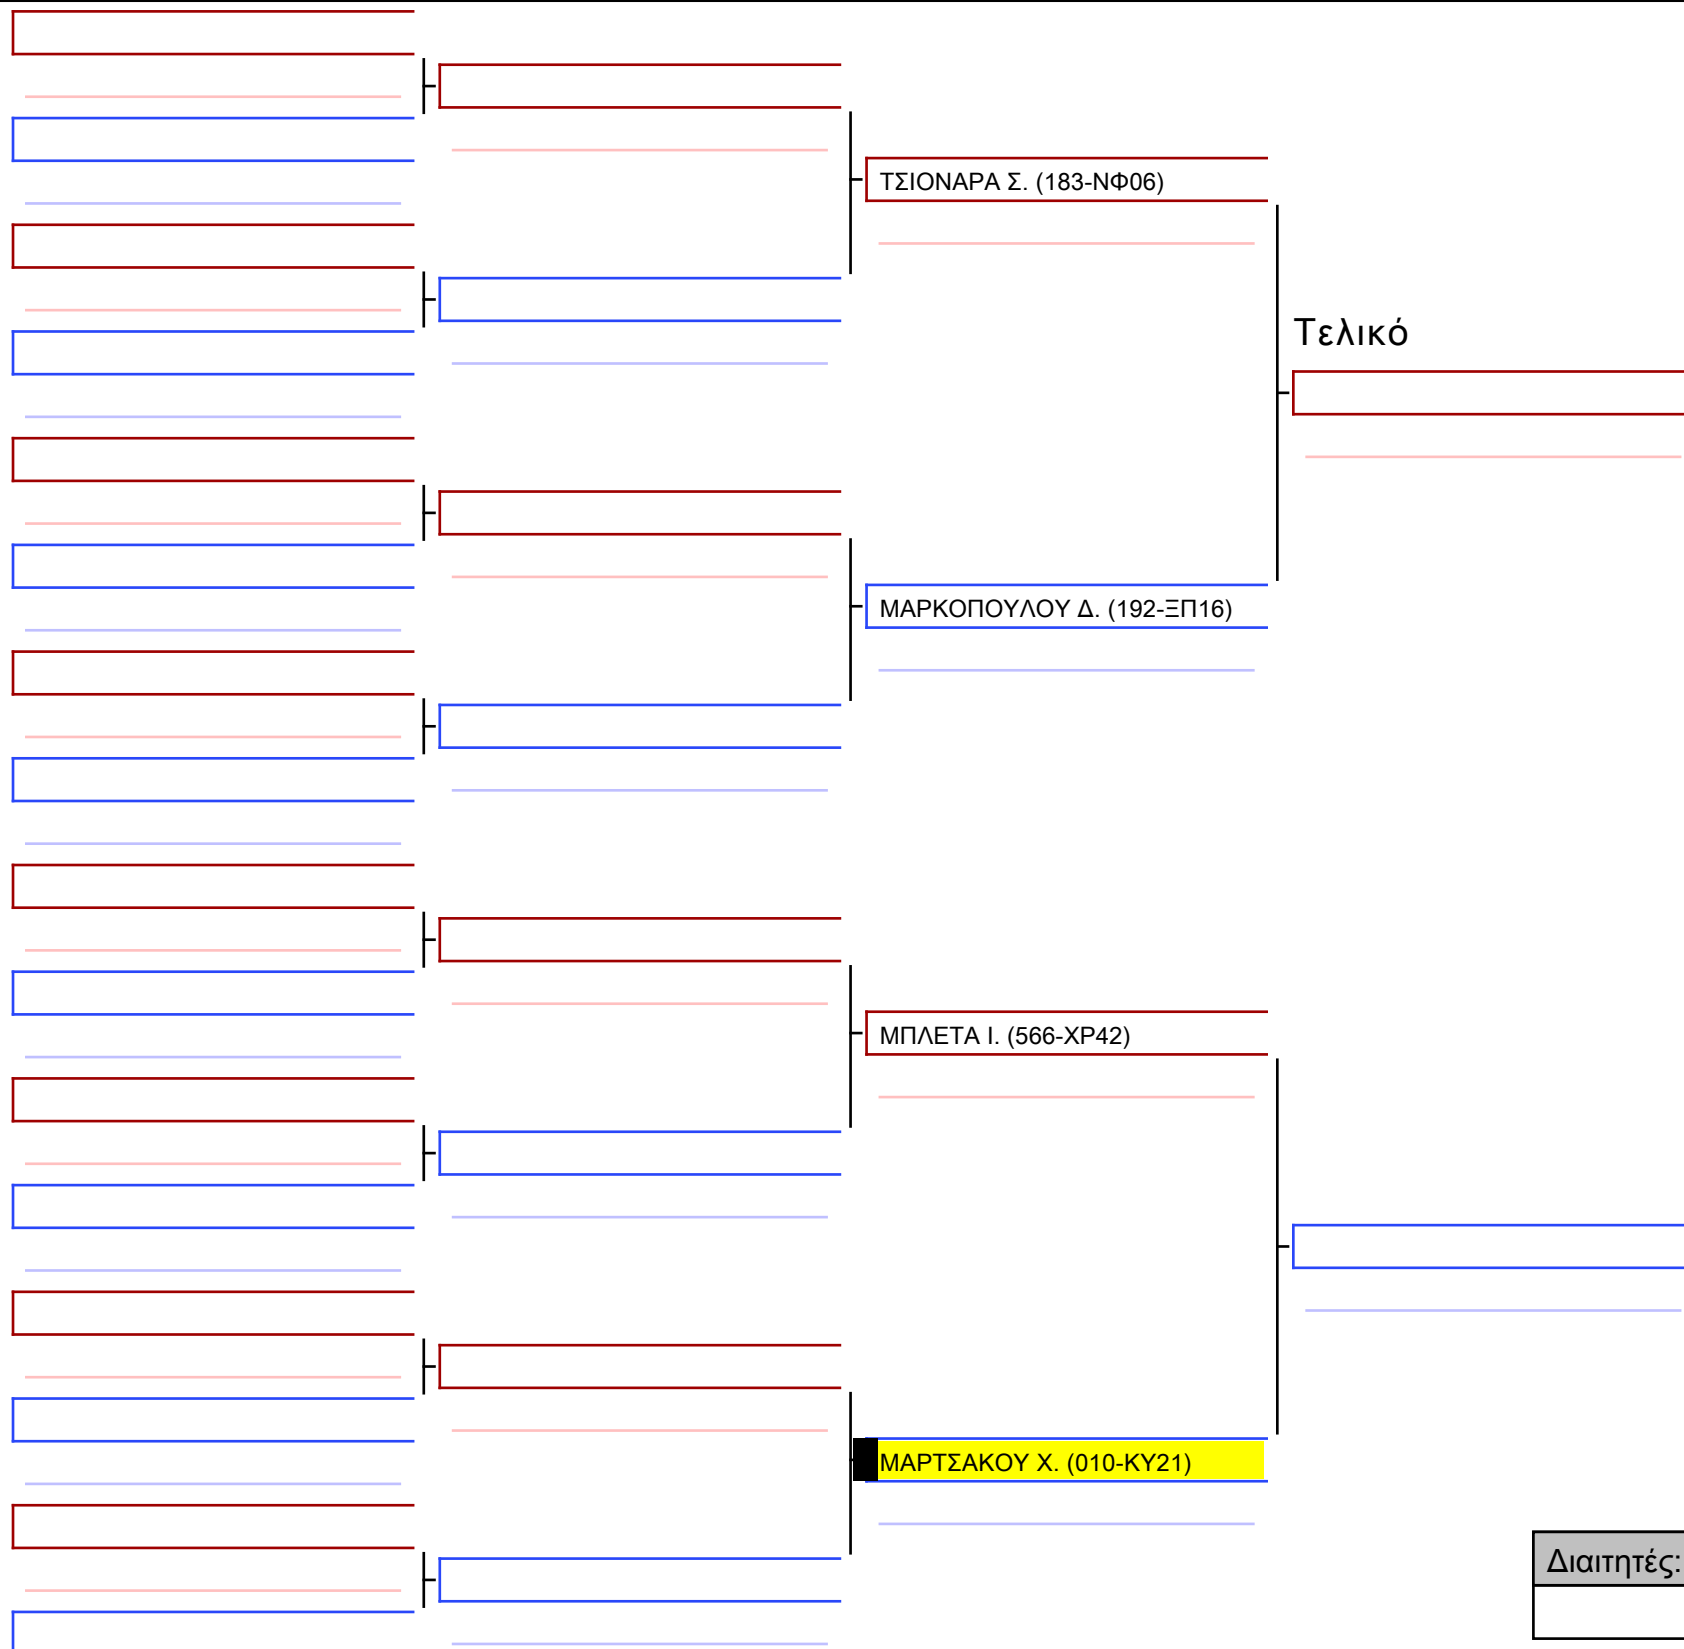 ΤΣΙΟΝΑΡΑ Σ. (183-ΝΦ06)
Τελικό
ΜΑΡΚΟΠΟΥΛΟΥ Δ. (192-ΞΠ16)
ΜΠΛΕΤΑ Ι. (566-ΧΡ42)
ΜΑΡΤΣΑΚΟΥ Χ. (010-ΚΥ21)
Διαιτητές: